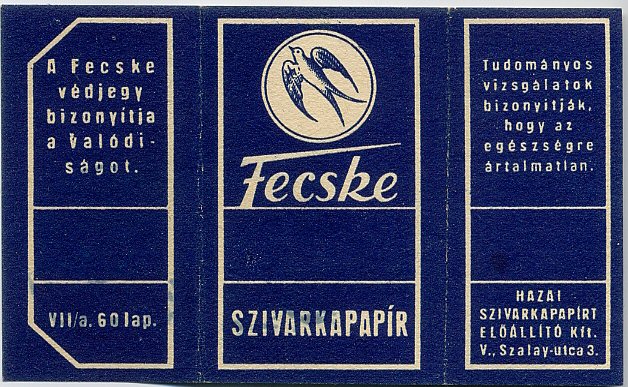 A Fecske
védjegy
bizonyítja
a valódi-
ságot.
VII/a. 60 lap.
Fecske
SZIVARKAPAPÍR
Tudományos
vizsgálatok
bizonyítják,
hogy az
egészségre
ártalmatlan.
HAZAI
SZIVARKAPAPÍRT
ELŐÁLLÍTÓ Kft.
V., Szalay-utca 3.